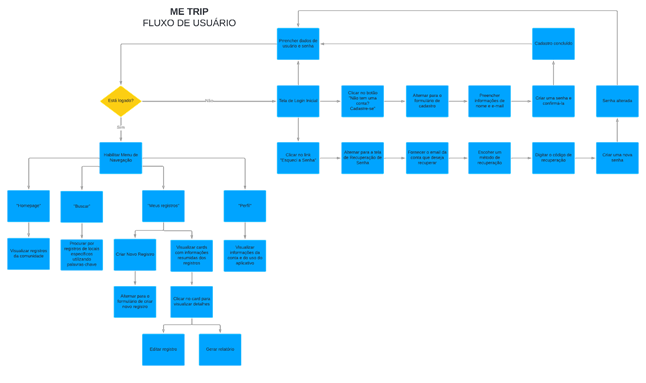 ME TRIP
FLUXO DE USUÁRIO
Preencher dados de
usuário e senha
Cadastro concluído
Está logado?
Tela de Login Inicial
Clicar no botão
"Não tem uma
conta?
Cadastre-se"
Alternar para o
formulário de
cadastro
Preencher
informações de
nome e e-mail
Criar uma senha e
confirmar
Senha alterada
Sim
Habilitar Menu de
Navegação
Clicar no link
"Esqueci a Senha"
Alternar para a tela
de Recuperação de
Senha
Fornecer o email da
conta que deseja
recuperar
Escolher um
método de
recuperação
Digitar o código de
recuperação
Criar uma nova
senha
"Homepage"
"Buscar"
"Meus registros"
"Perfil"
Visualizar registros
da comunidade
Procurar por
registros de locais
específicos
utilizando
palavras chave
Criar Novo Registro
Visualizar cards
com informações
resumidas dos
registros
Visualizar
informações da
conta e do uso do
aplicativo
Alternar para o
formulário de criar
novo registro
Clicar no card para
visualizar detalhes
Editar registro
relatório